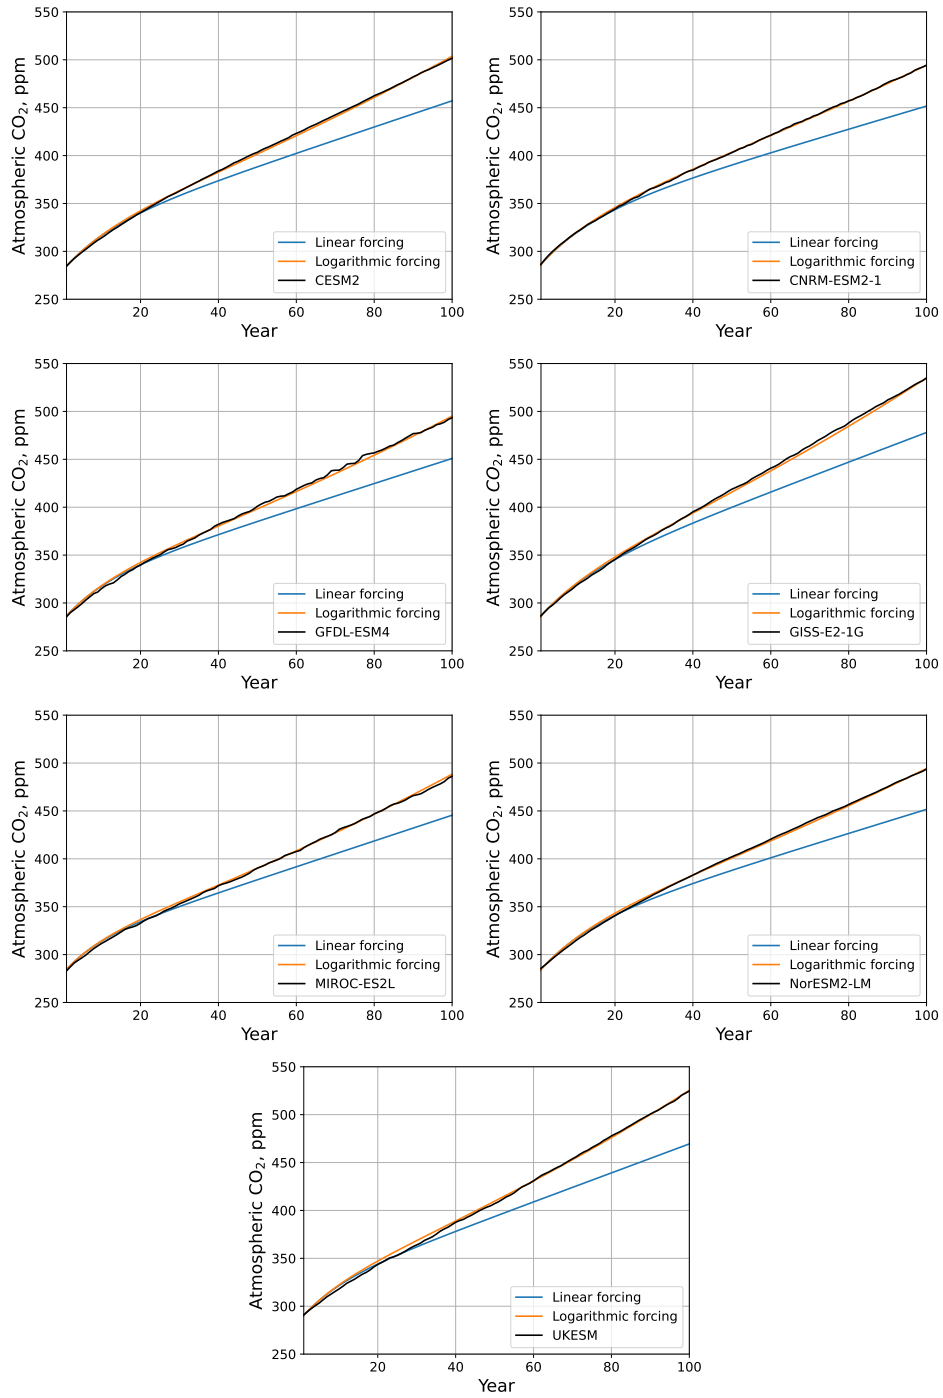 550
500
450
400
350
300
250
Atmospheric CO2, ppm
20 40 60 80 100
Year
Linear forcing
Logarithmic forcing
CESM2
550
500
450
400
350
300
250
Atmospheric CO2, ppm
20 40 60 80 100
Year
Linear forcing
Logarithmic forcing
CNRM-ESM2-1
550
500
450
400
350
300
250
Atmospheric CO2, ppm
20 40 60 80 100
Year
Linear forcing
Logarithmic forcing
GFDL-ESM4
550
500
450
400
350
300
250
Atmospheric CO2, ppm
20 40 60 80 100
Year
Linear forcing
Logarithmic forcing
GISS-E2-1G
550
500
450
400
350
300
250
Atmospheric CO2, ppm
20 40 60 80 100
Year
Linear forcing
Logarithmic forcing
MIROC-ES2L
550
500
450
400
350
300
250
Atmospheric CO2, ppm
20 40 60 80 100
Year
Linear forcing
Logarithmic forcing
NorESM2-LM
550
500
450
400
350
300
250
Atmospheric CO2, ppm
20 40 60 80 100
Year
Linear forcing
Logarithmic forcing
UKESM